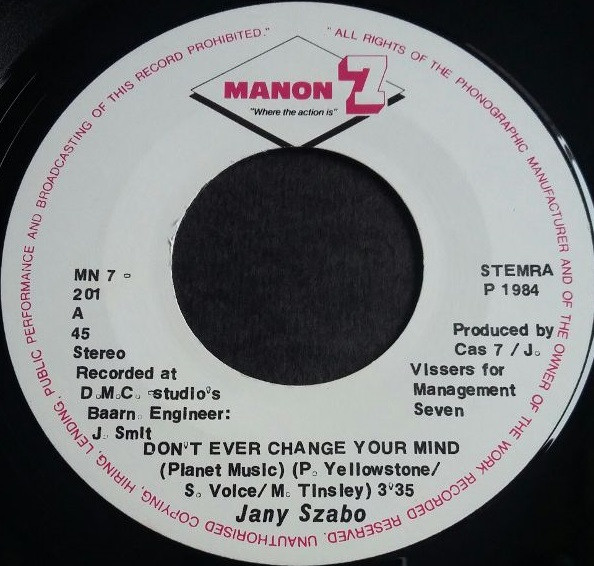 " ALL RIGHTS OF THE PHONOGRAPHIC MANUFACTURER AND OF THE OWNER OF THE WORK RECORDED RESERVED. UNAUTHORISED COPYING, HIRING, LENDING, PUBLIC PERFORMANCE AND BROADCASTING OF THIS RECORD PROHIBITED."
MANON 7
"Where the action is"
MN 7 -
201
A
45
Stereo
Recorded at
D.M.C. studio's
Baarn. Engineer:
J. Smit
STEMRA
P 1984
Produced by
Cas 7 / J.
Vissers for
Management
Seven
DON'T EVER CHANGE YOUR MIND
(Planet Music) (P. Yellowstone/
S. Voice/ M. Tinsley) 3'35
Jany Szabo